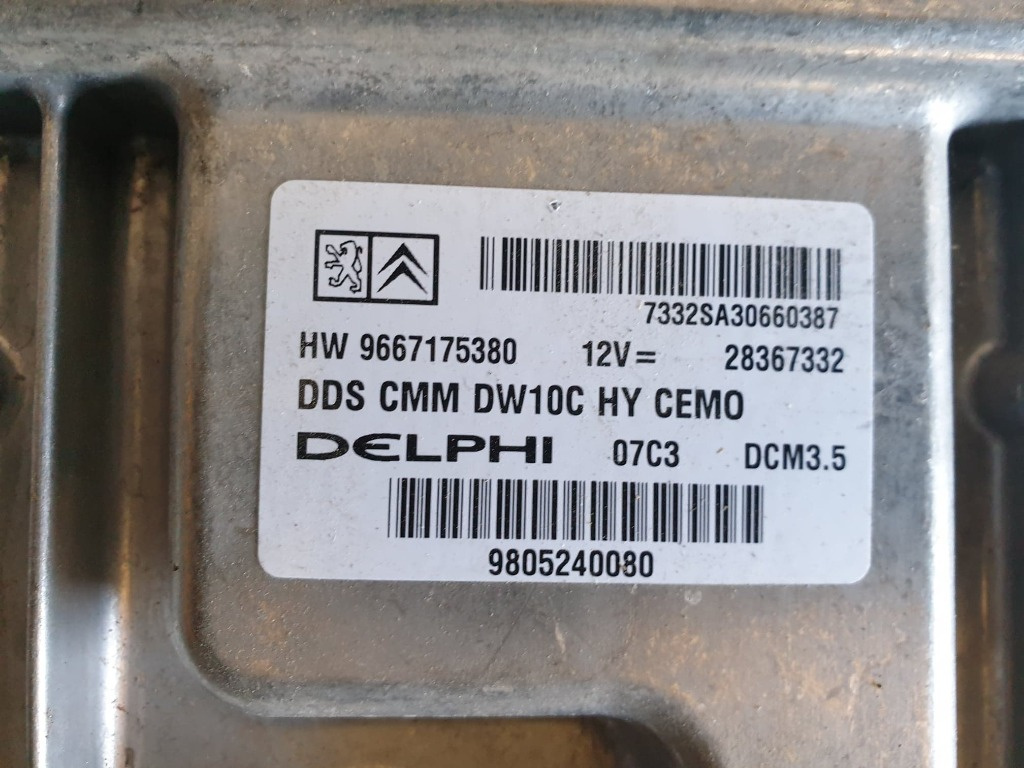 7332SA30660387
HW 9667175380 12V= 28367332
DDS CMM DW10C HY CEMO
DELPHI 07C3 DCM3.5
9805240080